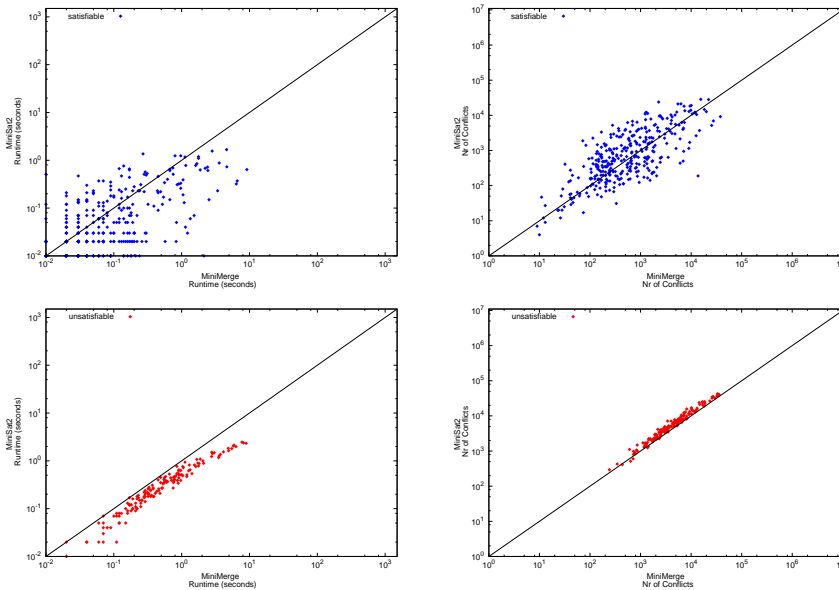 satisfiable
MiniSat2
Runtime (seconds)
10^3
10^2
10^1
10^0
10^-1
10^-2
10^-2 10^-1 10^0 10^1 10^2 10^3
MiniMerge
Runtime (seconds)
satisfiable
MiniSat2
Nr of Conflicts
10^7
10^6
10^5
10^4
10^3
10^2
10^1
10^0
10^0 10^1 10^2 10^3 10^4 10^5 10^6 10^7
MiniMerge
Nr of Conflicts
unsatisfiable
MiniSat2
Runtime (seconds)
10^3
10^2
10^1
10^0
10^-1
10^-2
10^-2 10^-1 10^0 10^1 10^2 10^3
MiniMerge
Runtime (seconds)
unsatisfiable
MiniSat2
Nr of Conflicts
10^7
10^6
10^5
10^4
10^3
10^2
10^1
10^0
10^0 10^1 10^2 10^3 10^4 10^5 10^6 10^7
MiniMerge
Nr of Conflicts